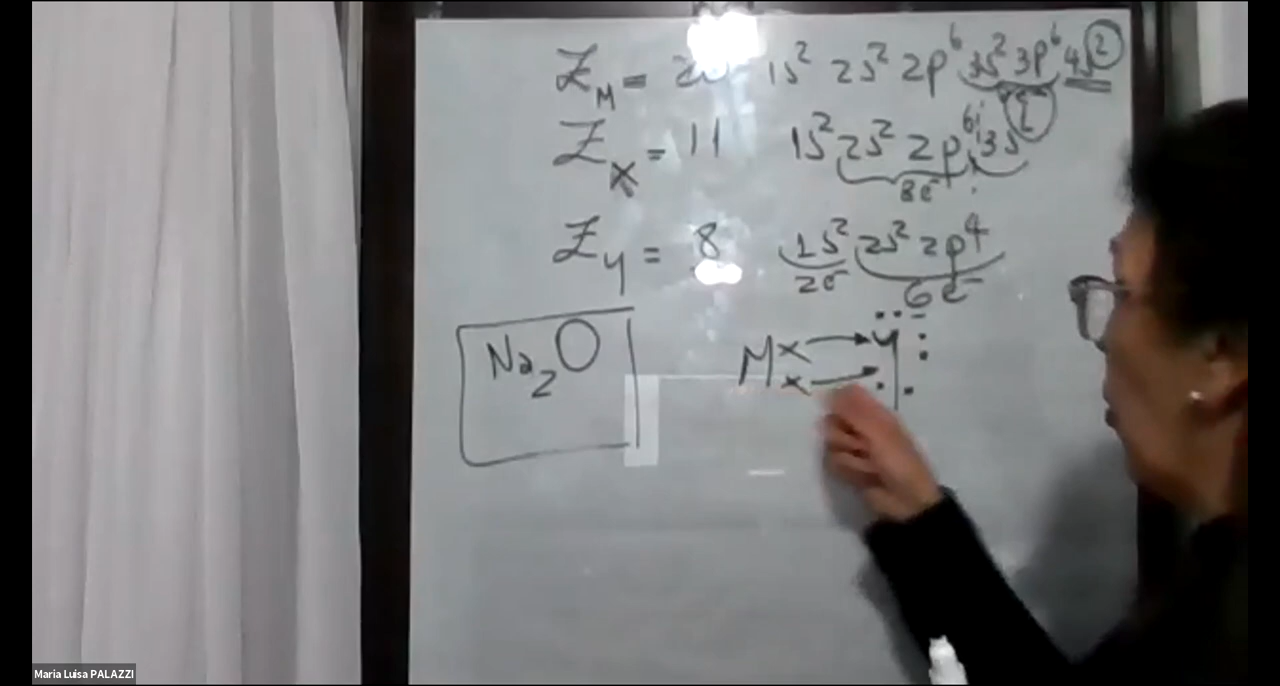 Z_M = 20 1s² 2s² 2p⁶ 3s² 3p⁶ 4s²
8e⁻
Z_X = 11 1s² 2s² 2p⁶ 3s¹
8e⁻
Z_Y = 8 1s² 2s² 2p⁴
2e⁻ 6e⁻
Na₂O
M x → Y
x →
Maria Luisa PALAZZI